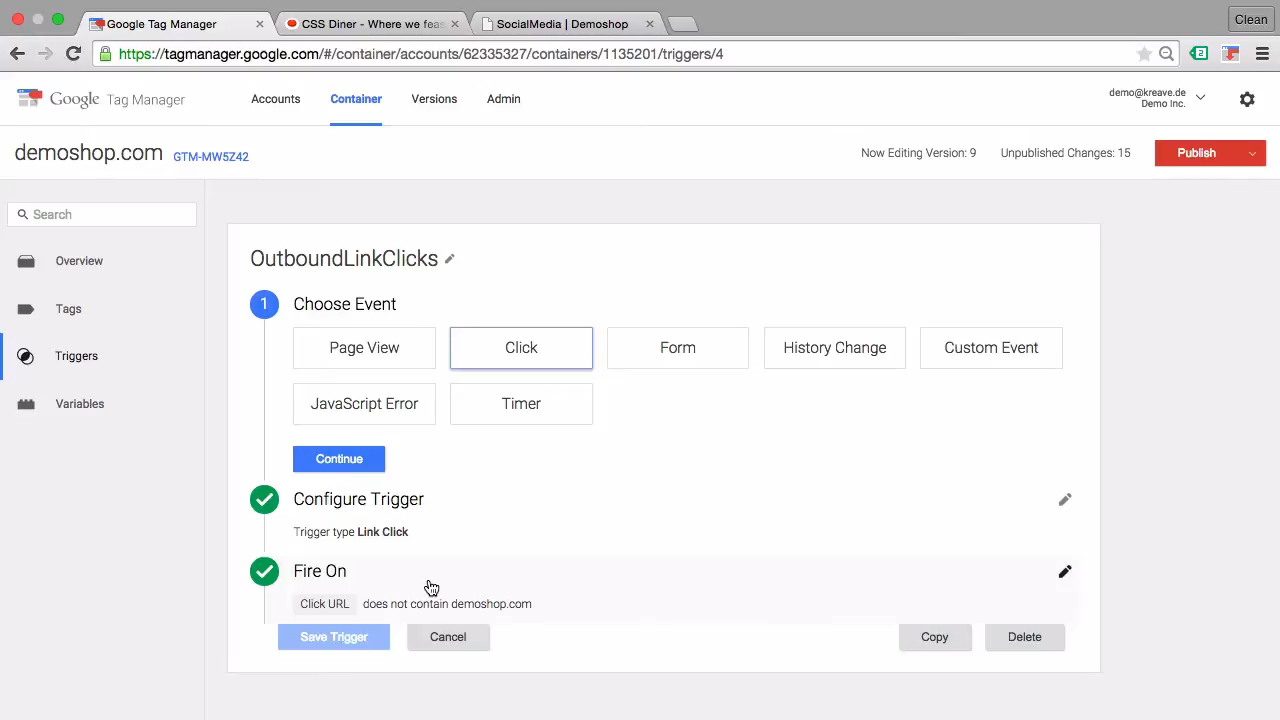 Google Tag Manager
CSS Diner - Where we feas
SocialMedia | Demoshop
Clean
https://tagmanager.google.com/#/container/accounts/62335327/containers/1135201/triggers/4
2
Google Tag Manager
Accounts
Container
Versions
Admin
demo@kreave.de
Demo Inc.
demoshop.com GTM-MW5Z42
Now Editing Version: 9
Unpublished Changes: 15
Publish
Search
Overview
Tags
Triggers
Variables
OutboundLinkClicks
1 Choose Event
Page View
Click
Form
History Change
Custom Event
JavaScript Error
Timer
Continue
Configure Trigger
Trigger type Link Click
Fire On
Click URL does not contain demoshop.com
Save Trigger
Cancel
Copy
Delete